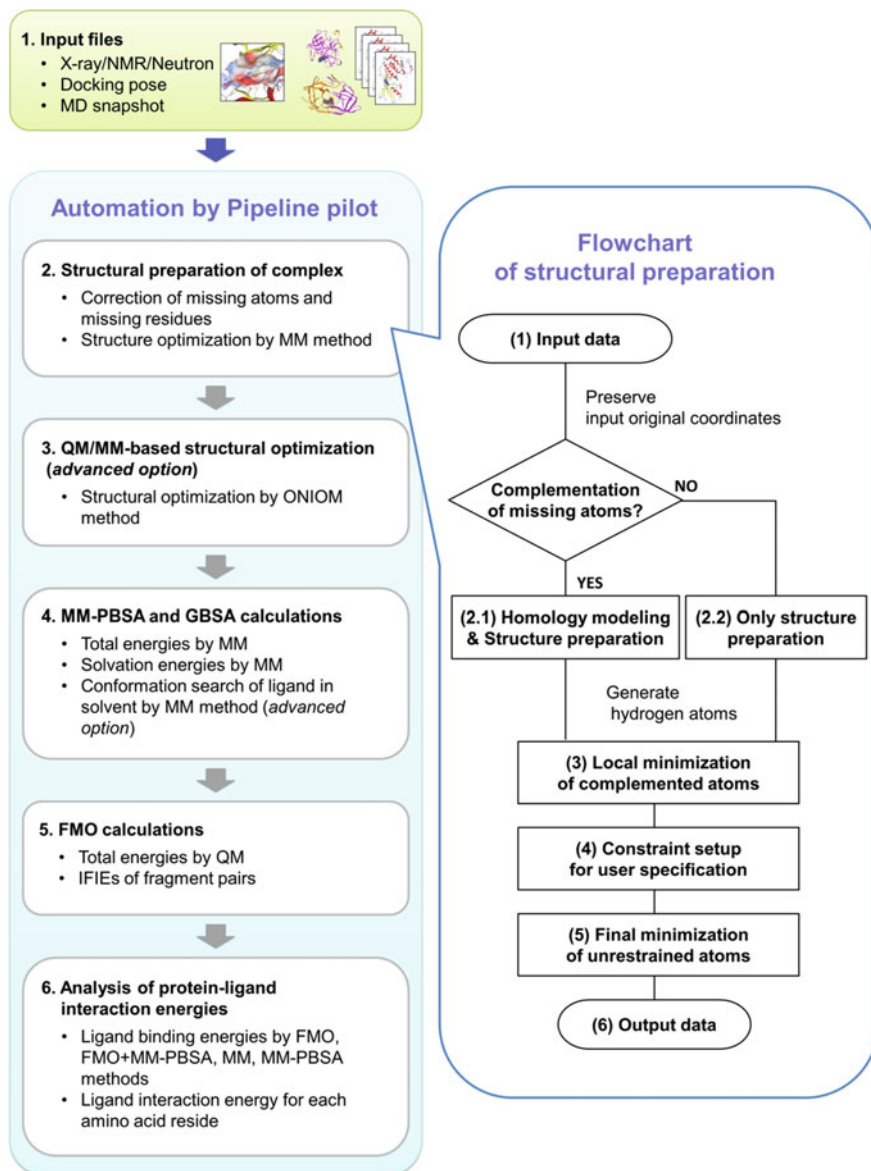 1. Input files
• X-ray/NMR/Neutron
• Docking pose
• MD snapshot
Automation by Pipeline pilot
2. Structural preparation of complex
• Correction of missing atoms and
missing residues
• Structure optimization by MM method
3. QM/MM-based structural optimization
(advanced option)
• Structural optimization by ONIOM
method
4. MM-PBSA and GBSA calculations
• Total energies by MM
• Solvation energies by MM
• Conformation search of ligand in
solvent by MM method (advanced
option)
5. FMO calculations
• Total energies by QM
• IFIEs of fragment pairs
6. Analysis of protein-ligand
interaction energies
• Ligand binding energies by FMO,
FMO+MM-PBSA, MM, MM-PBSA
methods
• Ligand interaction energy for each
amino acid reside
Flowchart
of structural preparation
(1) Input data
Preserve
input original coordinates
Complementation
of missing atoms?
NO
YES
(2.1) Homology modeling
& Structure preparation
(2.2) Only structure
preparation
Generate
hydrogen atoms
(3) Local minimization
of complemented atoms
(4) Constraint setup
for user specification
(5) Final minimization
of unrestrained atoms
(6) Output data